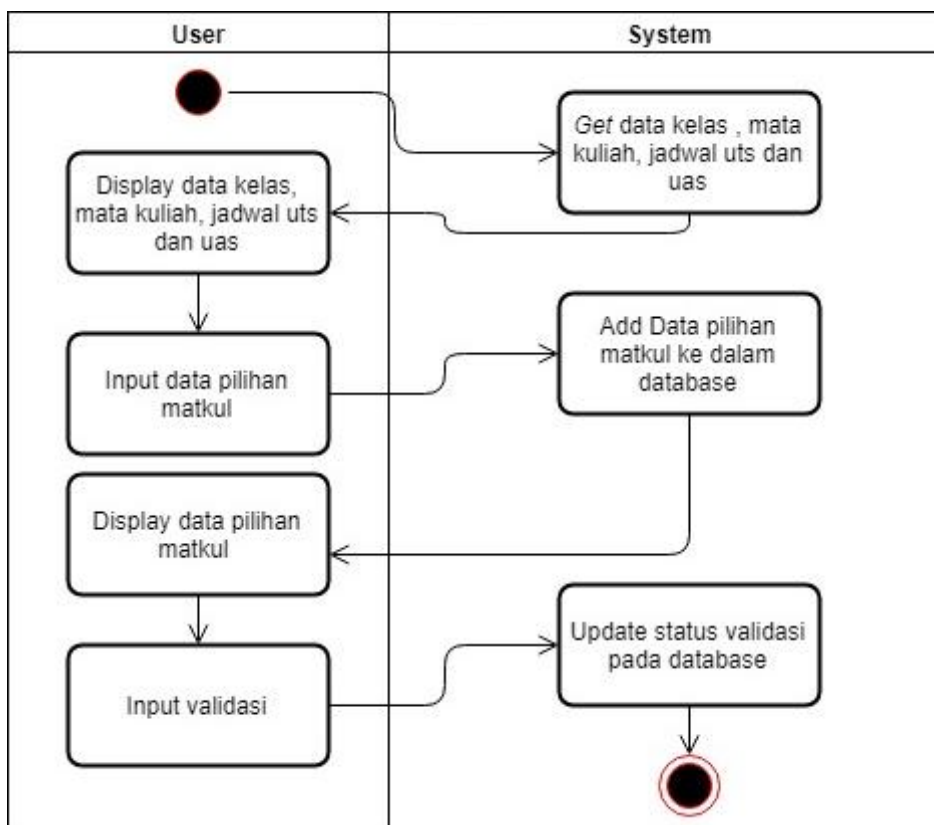 User
System
Get data kelas , mata
kuliah, jadwal uts dan
uas
Display data kelas,
mata kuliah, jadwal uts
dan uas
Input data pilihan
matkul
Add Data pilihan
matkul ke dalam
database
Display data pilihan
matkul
Input validasi
Update status validasi
pada database